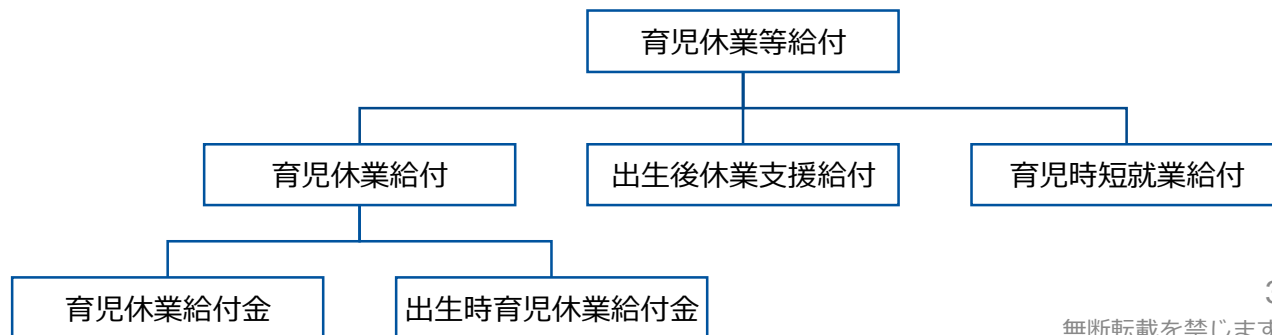 育児休業等給付
育児休業給付
出生後休業支援給付
育児時短就業給付
育児休業給付金
出生時育児休業給付金
3
無断転載を禁じます